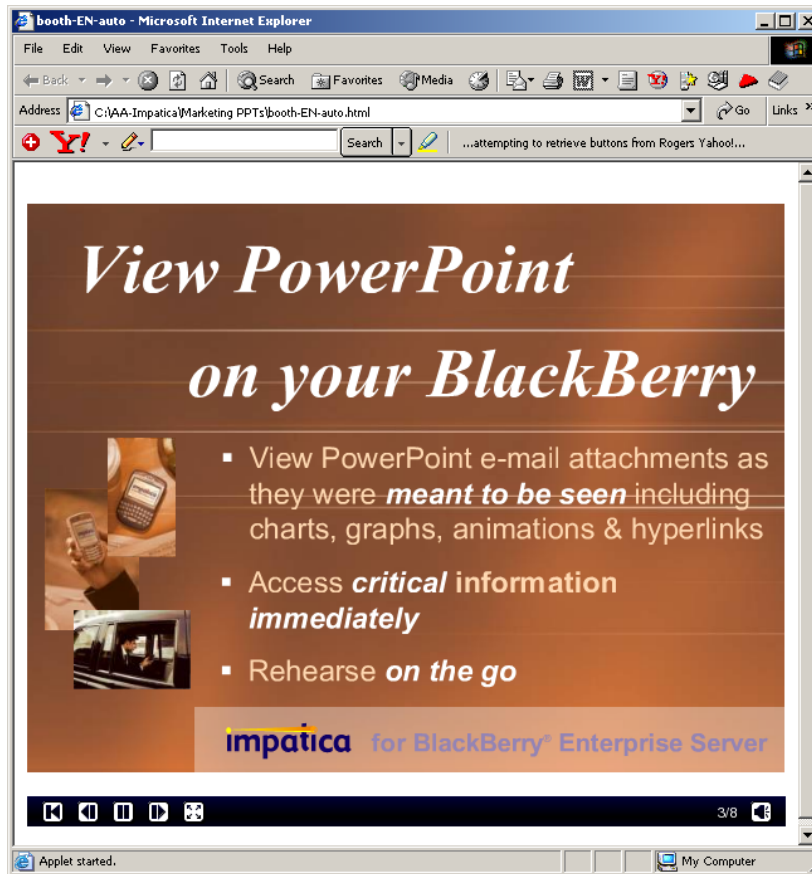 booth-EN-auto - Microsoft Internet Explorer
File Edit View Favorites Tools Help
Back Search Favorites Media
Address C:\AA-Impatica\Marketing PPTs\booth-EN-auto.html Go Links »
Y! Search ...attempting to retrieve buttons from Rogers Yahoo!...
View PowerPoint
on your BlackBerry
▪ View PowerPoint e-mail attachments as
they were meant to be seen including
charts, graphs, animations & hyperlinks
▪ Access critical information
immediately
▪ Rehearse on the go
impatica for BlackBerry® Enterprise Server
3/8
Applet started. My Computer